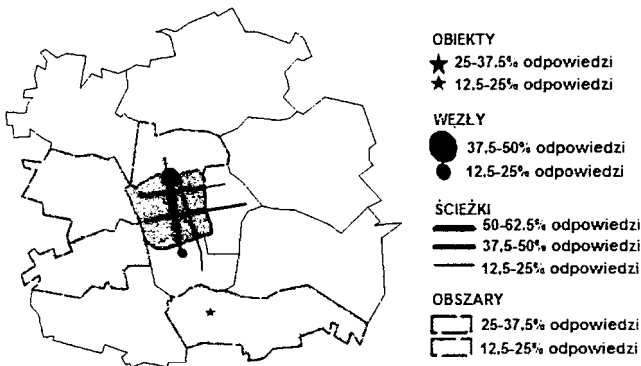 OBIEKTY
25-37.5% odpowiedzi
12,5-25% odpowiedzi
WĘZŁY
37,5-50% odpowiedzi
12,5-25% odpowiedzi
ŚCIEŻKI
50-62.5% odpowiedzi
37,5-50% odpowiedzi
12,5-25% odpowiedzi
OBSZARY
25-37.5% odpowiedzi
12,5-25% odpowiedzi